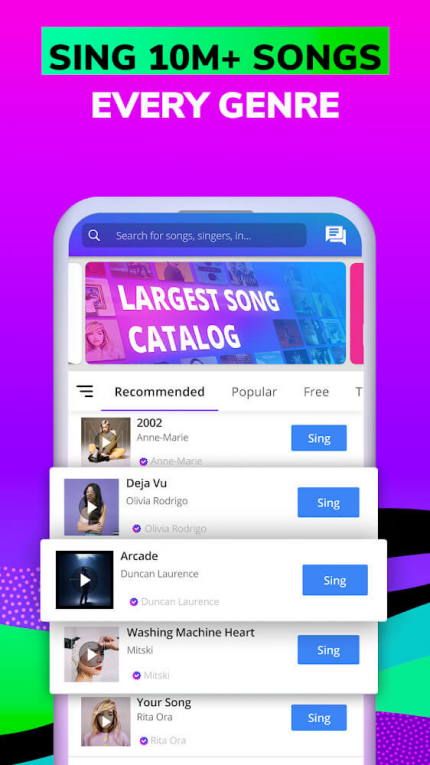 SING 10M+ SONGS
EVERY GENRE
Search for songs, singers, in...
LARGEST SONG
CATALOG
Recommended Popular Free T
2002
Anne-Marie
Sing
Anne-Marie
Deja Vu
Olivia Rodrigo
Sing
Olivia Rodrigo
Arcade
Duncan Laurence
Sing
Duncan Laurence
Washing Machine Heart
Mitski
Sing
Mitski
Your Song
Rita Ora
Sing
Rita Ora